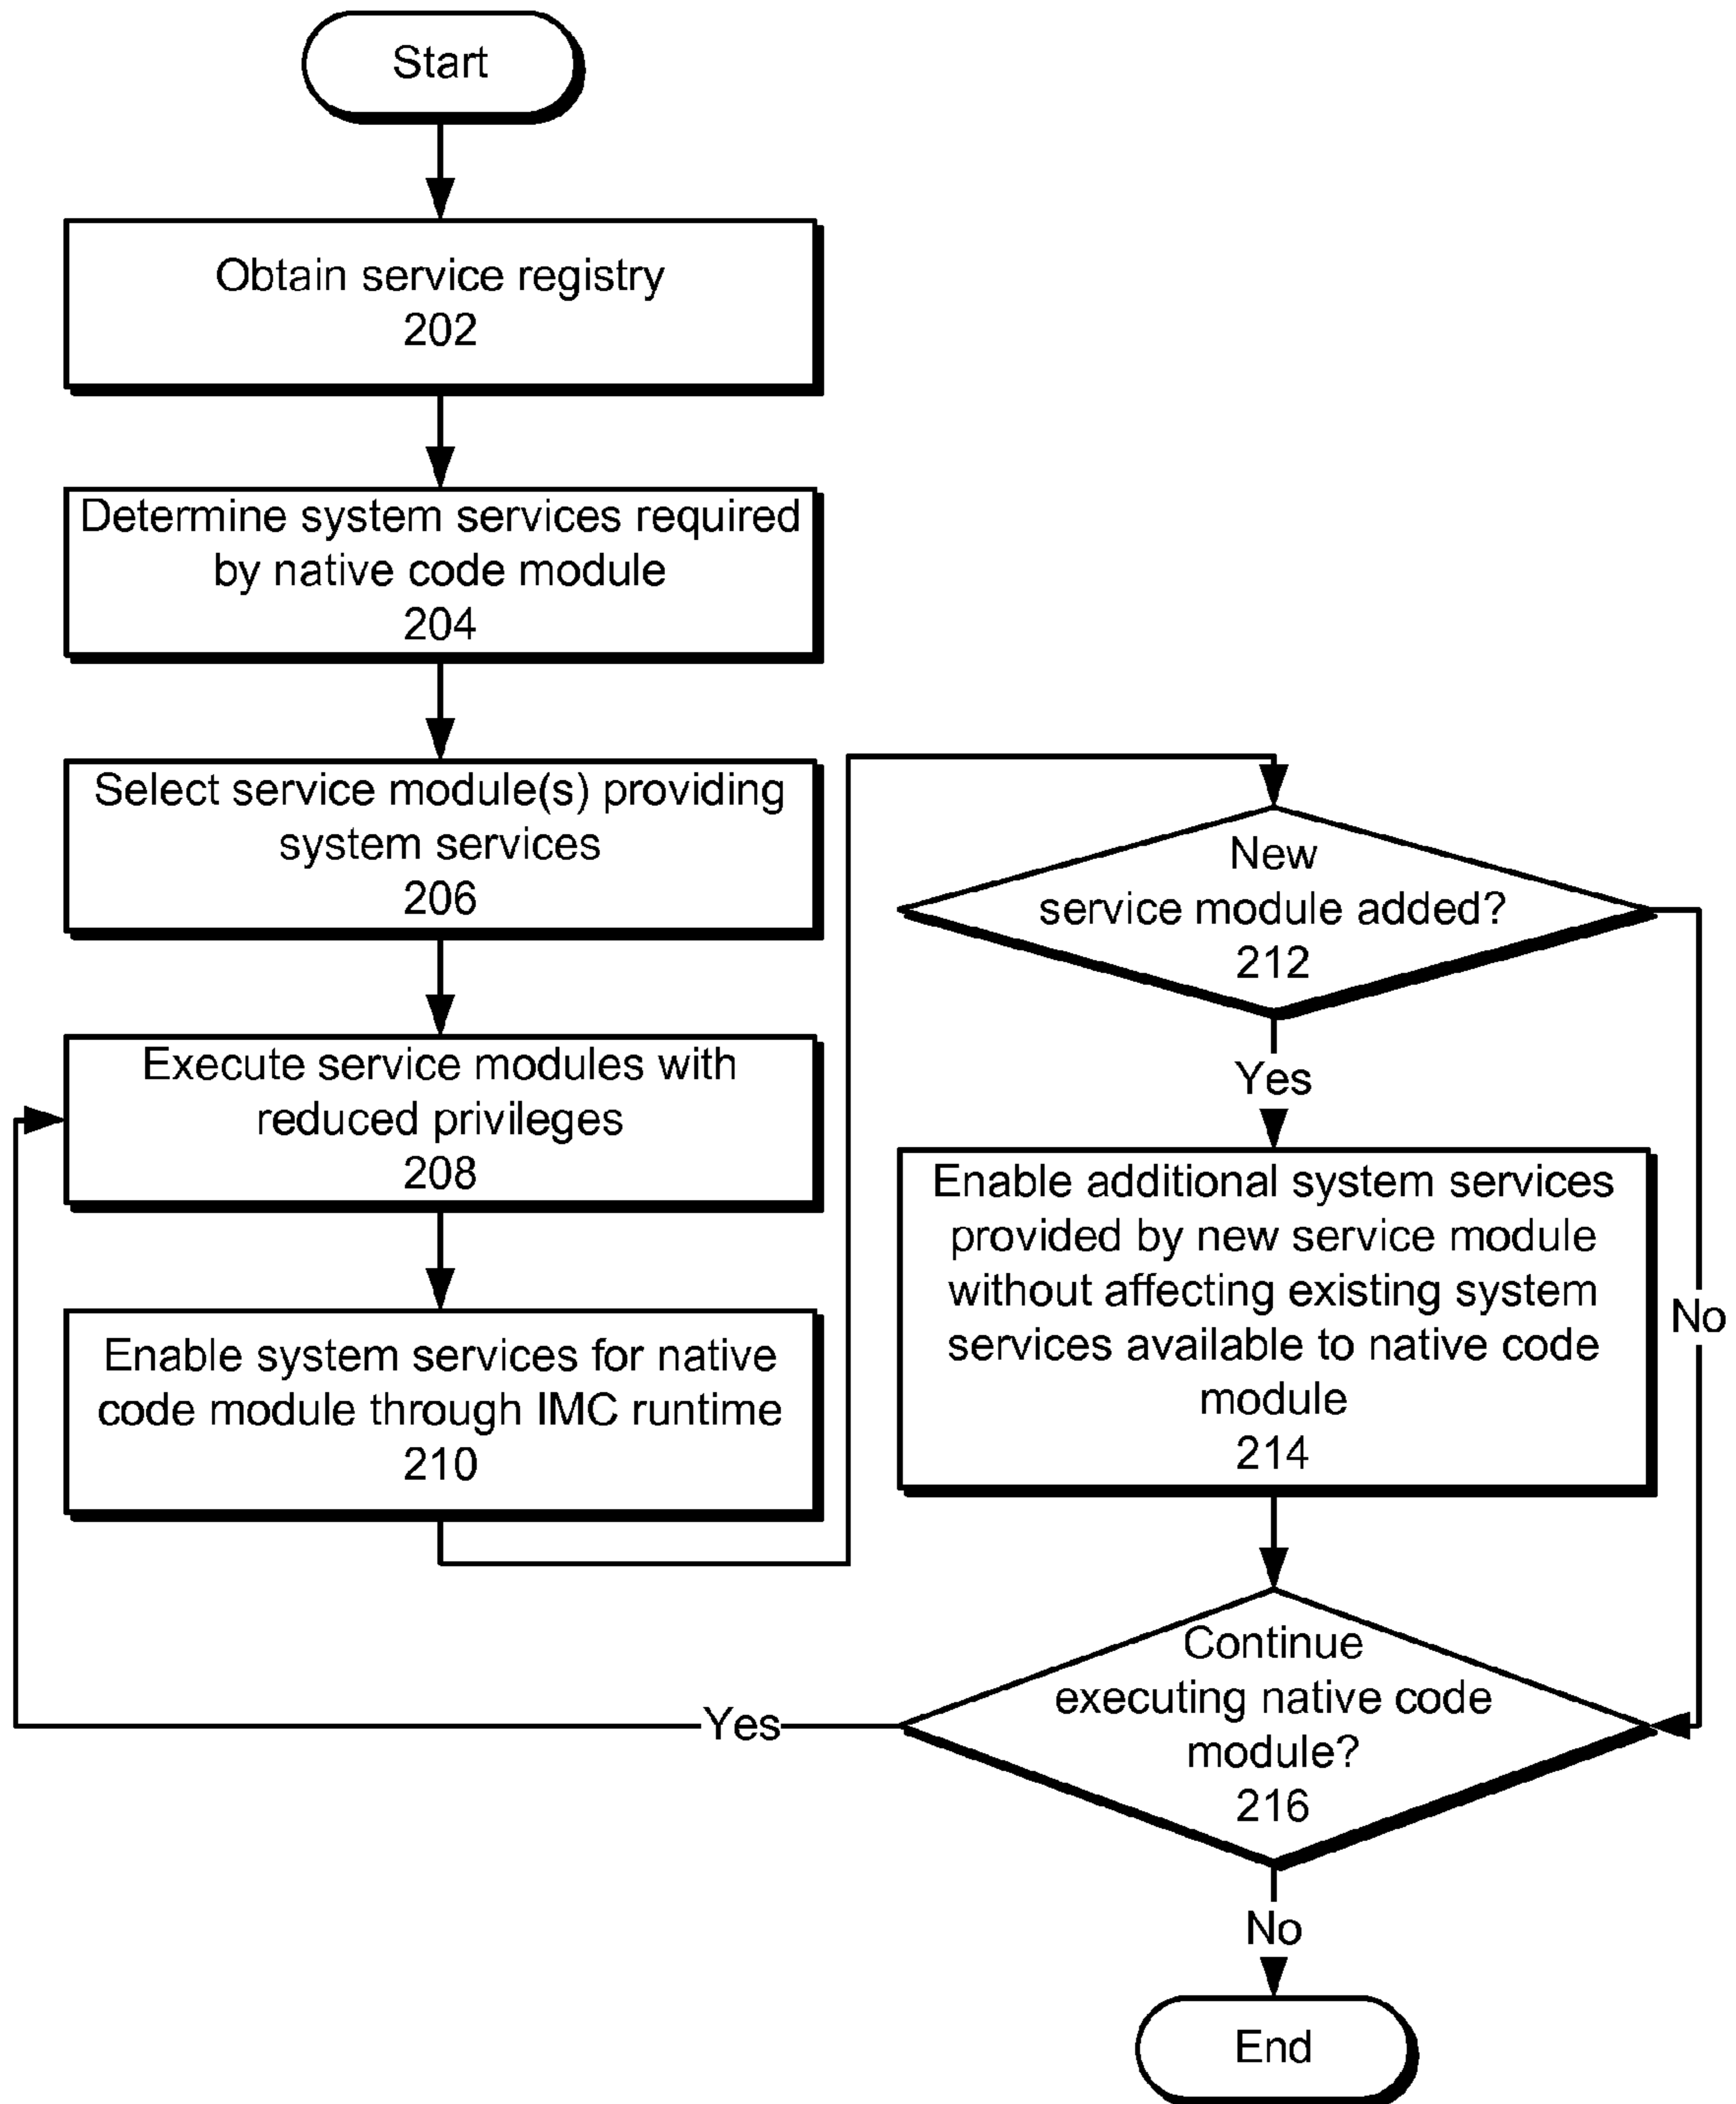 Start
Obtain service registry
202
Determine system services required
by native code module
204
Select service module(s) providing
system services
206
Execute service modules with
reduced privileges
208
Enable system services for native
code module through IMC runtime
210
New
service module added?
212
Yes
Enable additional system services
provided by new service module
without affecting existing system
services available to native code
module
214
No
Continue
executing native code
module?
216
Yes
No
End